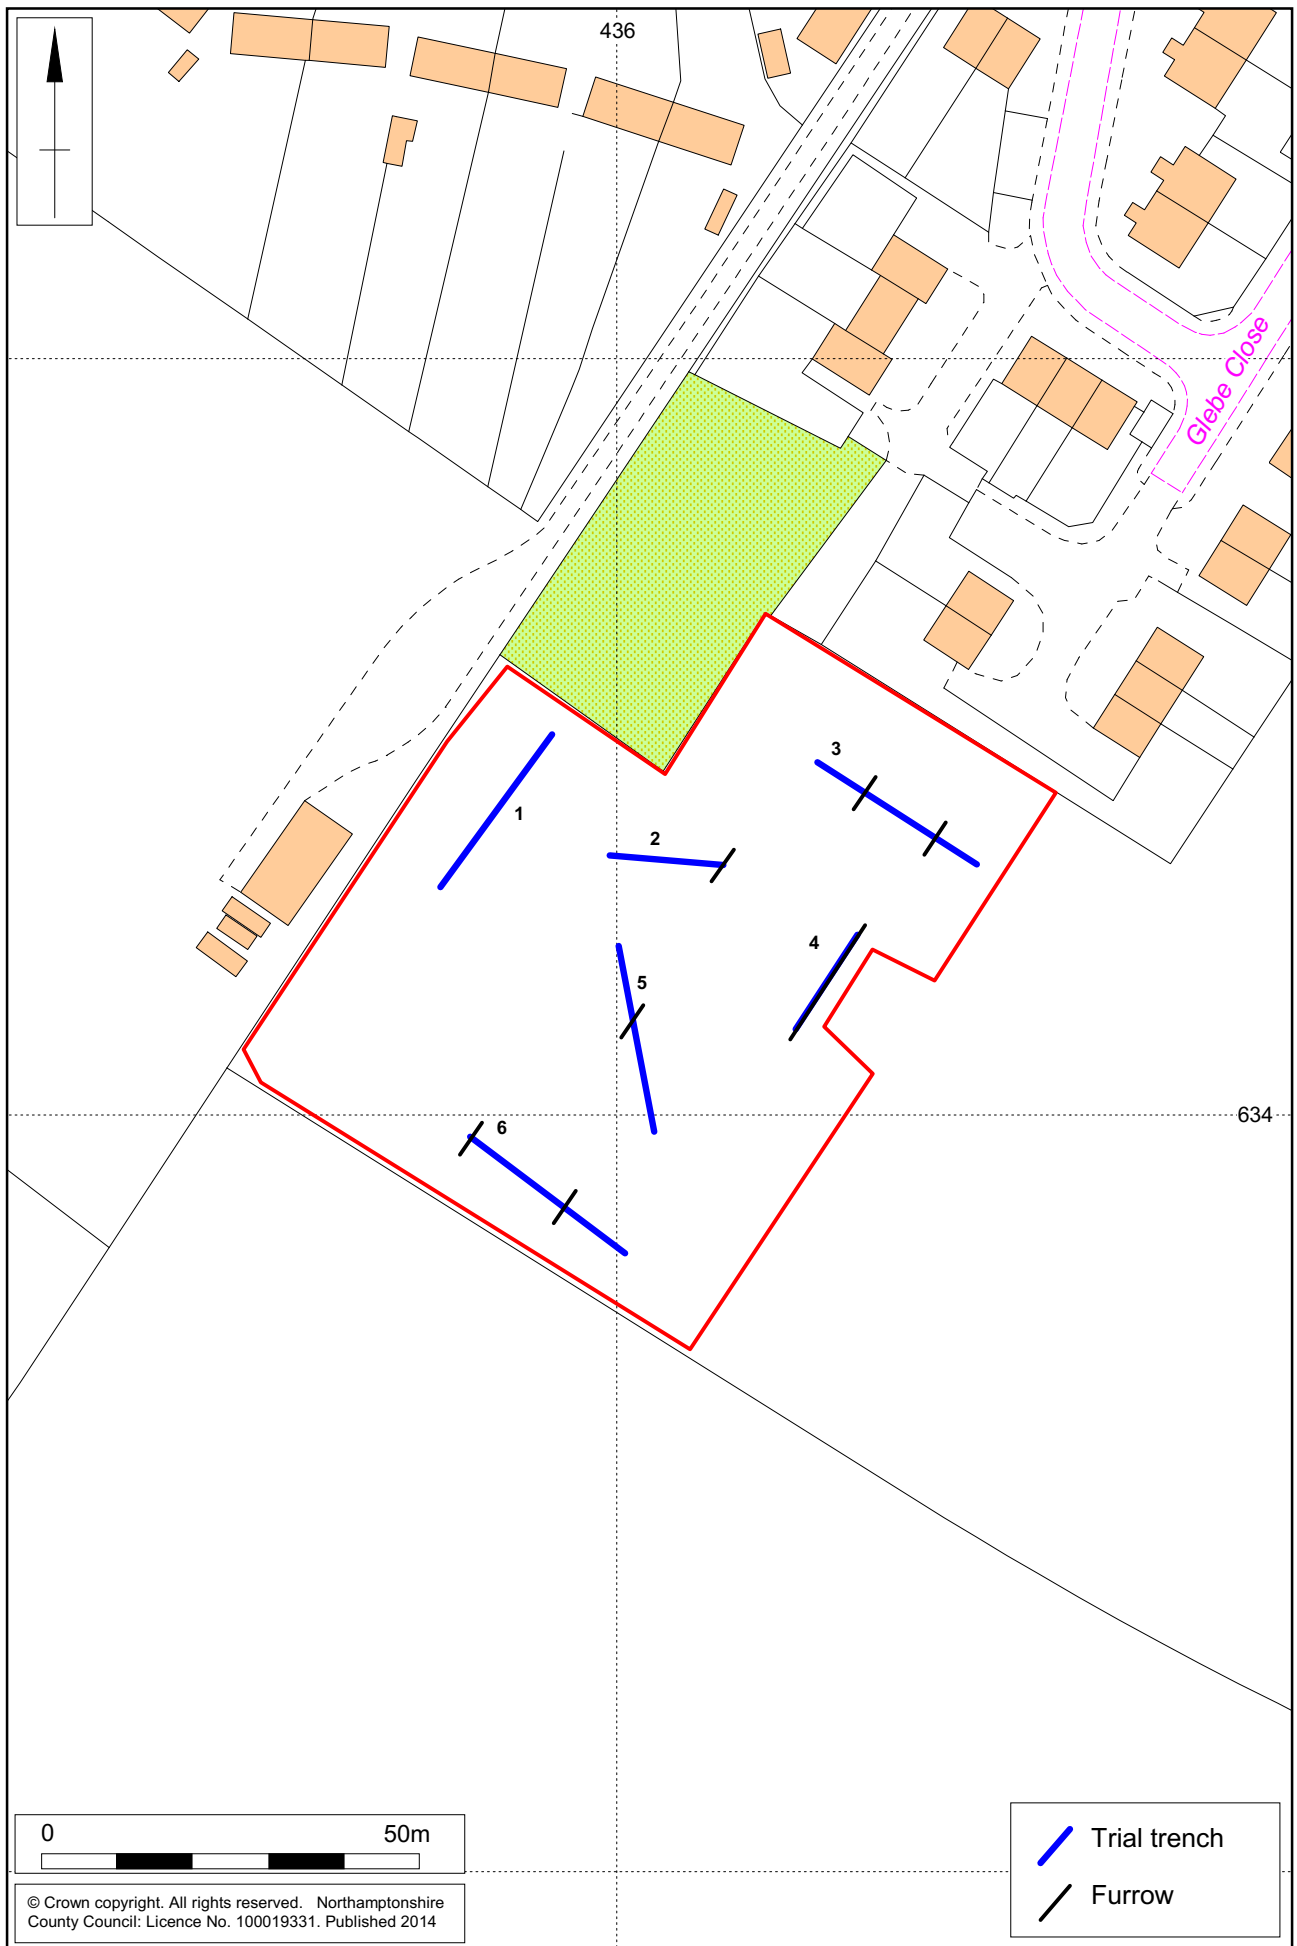 436
Glebe Close
3
1
2
4
5
634
6
0 50m
© Crown copyright. All rights reserved. Northamptonshire
County Council: Licence No. 100019331. Published 2014
Trial trench
Furrow